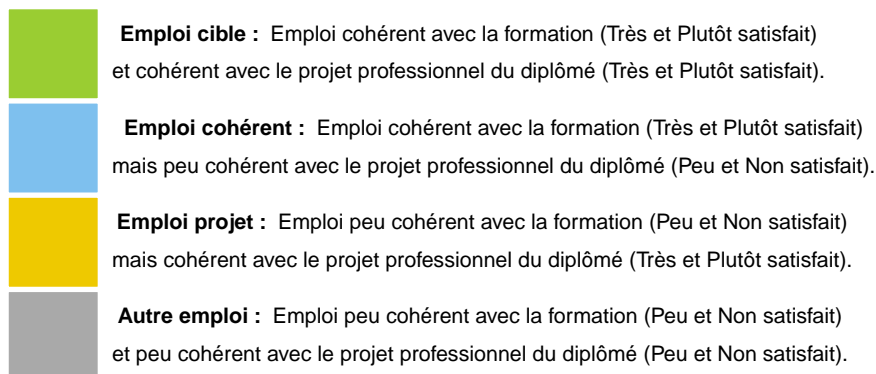 Emploi cible : Emploi cohérent avec la formation (Très et Plutôt satisfait)
et cohérent avec le projet professionnel du diplômé (Très et Plutôt satisfait).
Emploi cohérent : Emploi cohérent avec la formation (Très et Plutôt satisfait)
mais peu cohérent avec le projet professionnel du diplômé (Peu et Non satisfait).
Emploi projet : Emploi peu cohérent avec la formation (Peu et Non satisfait)
mais cohérent avec le projet professionnel du diplômé (Très et Plutôt satisfait).
Autre emploi : Emploi peu cohérent avec la formation (Peu et Non satisfait)
et peu cohérent avec le projet professionnel du diplômé (Peu et Non satisfait).